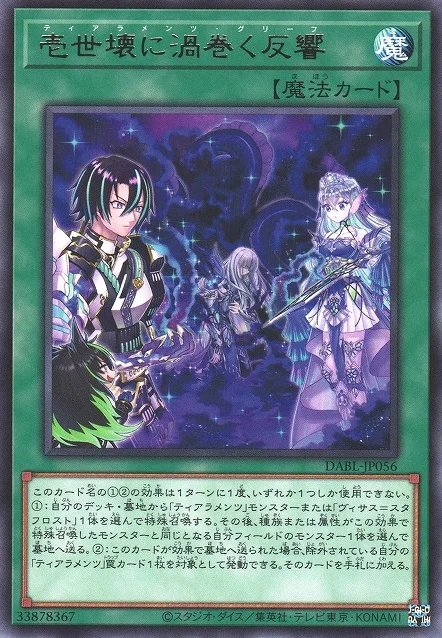 ティアラメンツ・グリーフ
壱世壊に渦巻く反響
魔
まほう
【魔法カード】
DABL-JP056
このカード名の①②の効果は1ターンに1度、いずれか1つしか使用できない。
①:自分のデッキ・墓地から「ティアラメンツ」モンスターまたは「ヴィサス=スタ
フロスト」1体を選んで特殊召喚する。その後、種族または属性がこの効果で
特殊召喚したモンスターと同じとなる自分フィールドのモンスター1体を選んで
墓地へ送る。②:このカードが効果で墓地へ送られた場合、除外されている自分の
「ティアラメンツ」罠カード1枚を対象として発動できる。そのカードを手札に加える。
33878367
©スタジオ・ダイス/集英社・テレビ東京・KONAMI